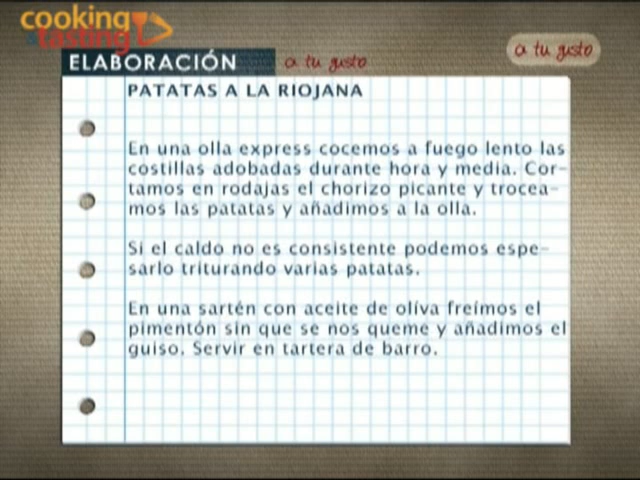 cooking
tasting
a tu gusto
ELABORACIÓN
a tu gusto
PATATAS A LA RIOJANA
En una olla express cocemos a fuego lento las
costillas adobadas durante hora y media. Cor-
tamos en rodajas el chorizo picante y trocea-
mos las patatas y añadimos a la olla.
Si el caldo no es consistente podemos espe-
sarlo triturando varias patatas.
En una sartén con aceite de oliva freímos el
pimentón sin que se nos queme y añadimos el
guiso. Servir en tartera de barro.